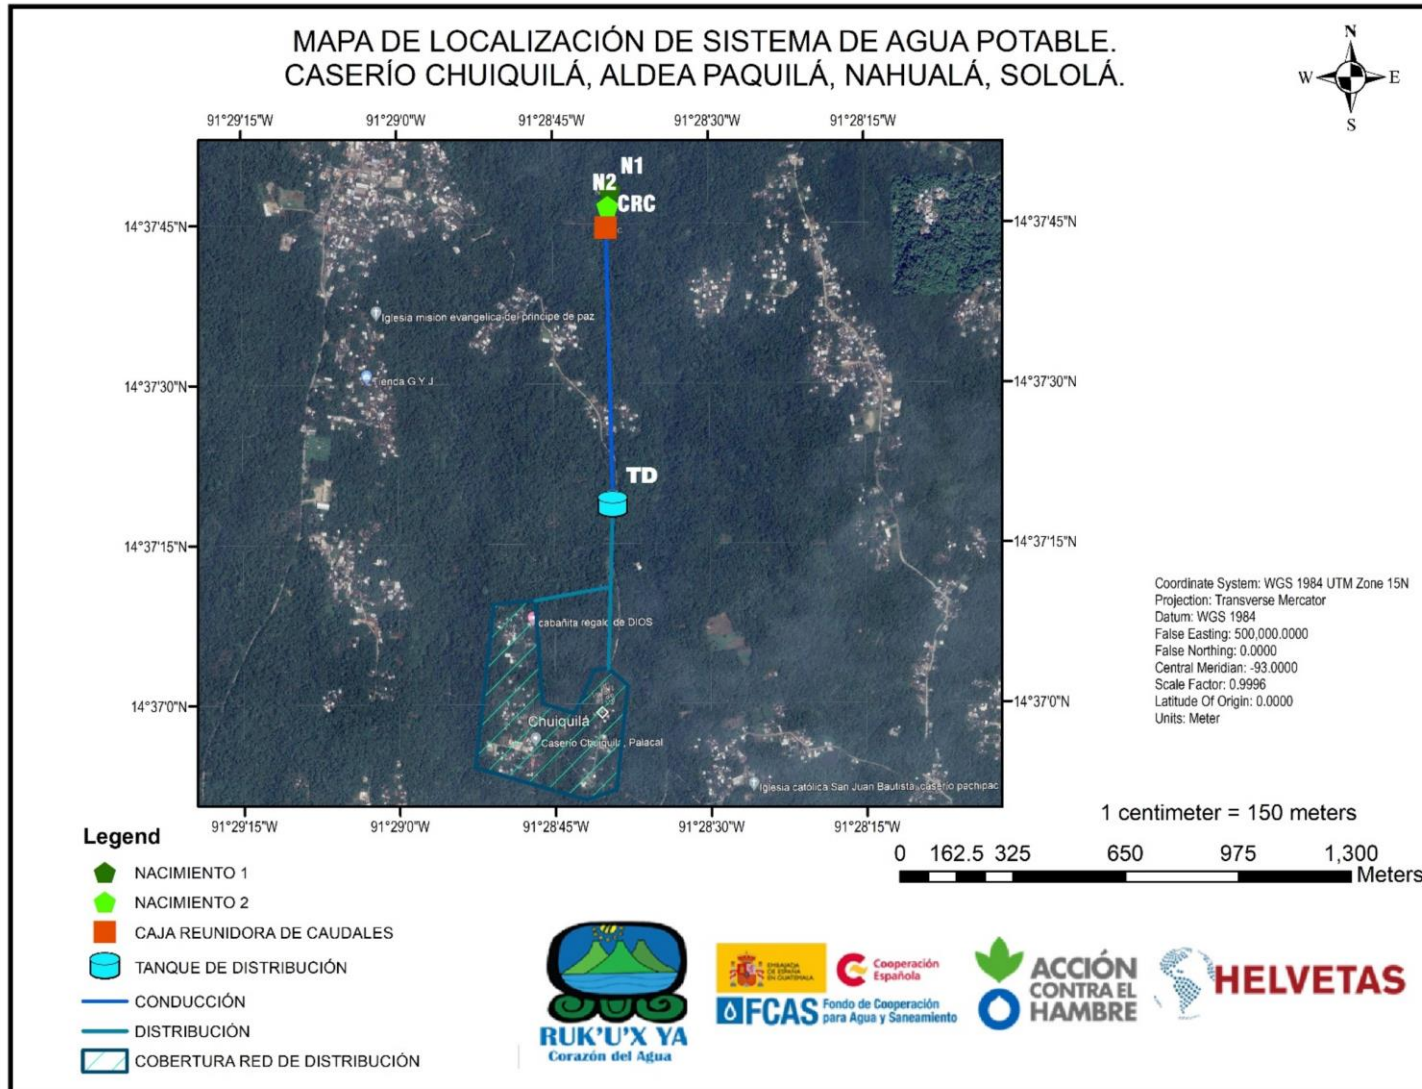 MAPA DE LOCALIZACIÓN DE SISTEMA DE AGUA POTABLE.
CASERÍO CHUIQUILÁ, ALDEA PAQUILÁ, NAHUALÁ, SOLOLÁ.
N
W E
S
91°29'15"W 91°29'0"W 91°28'45"W 91°28'30"W 91°28'15"W
N1
N2
CRC
14°37'45"N 14°37'45"N
Iglesia mision evangelica del principe de paz
Tienda G Y J
14°37'30"N 14°37'30"N
TD
14°37'15"N 14°37'15"N
cabañita regalo de DIOS
14°37'0"N 14°37'0"N
Chuiquilá
Caserío Chuiquil , Palacal
Iglesia católica San Juan Bautista, caserío pachipac
91°29'15"W 91°29'0"W 91°28'45"W 91°28'30"W 91°28'15"W
Coordinate System: WGS 1984 UTM Zone 15N
Projection: Transverse Mercator
Datum: WGS 1984
False Easting: 500,000.0000
False Northing: 0.0000
Central Meridian: -93.0000
Scale Factor: 0.9996
Latitude Of Origin: 0.0000
Units: Meter
1 centimeter = 150 meters
0 162.5 325 650 975 1,300
Meters
Legend
NACIMIENTO 1
NACIMIENTO 2
CAJA REUNIDORA DE CAUDALES
TANQUE DE DISTRIBUCIÓN
CONDUCCIÓN
DISTRIBUCIÓN
COBERTURA RED DE DISTRIBUCIÓN
RUK'U'X YA
Corazón del Agua
EMBAJADA
DE ESPAÑA
EN GUATEMALA
Cooperación
Española
FCAS
Fondo de Cooperación
para Agua y Saneamiento
ACCIÓN
CONTRA EL
HAMBRE
HELVETAS